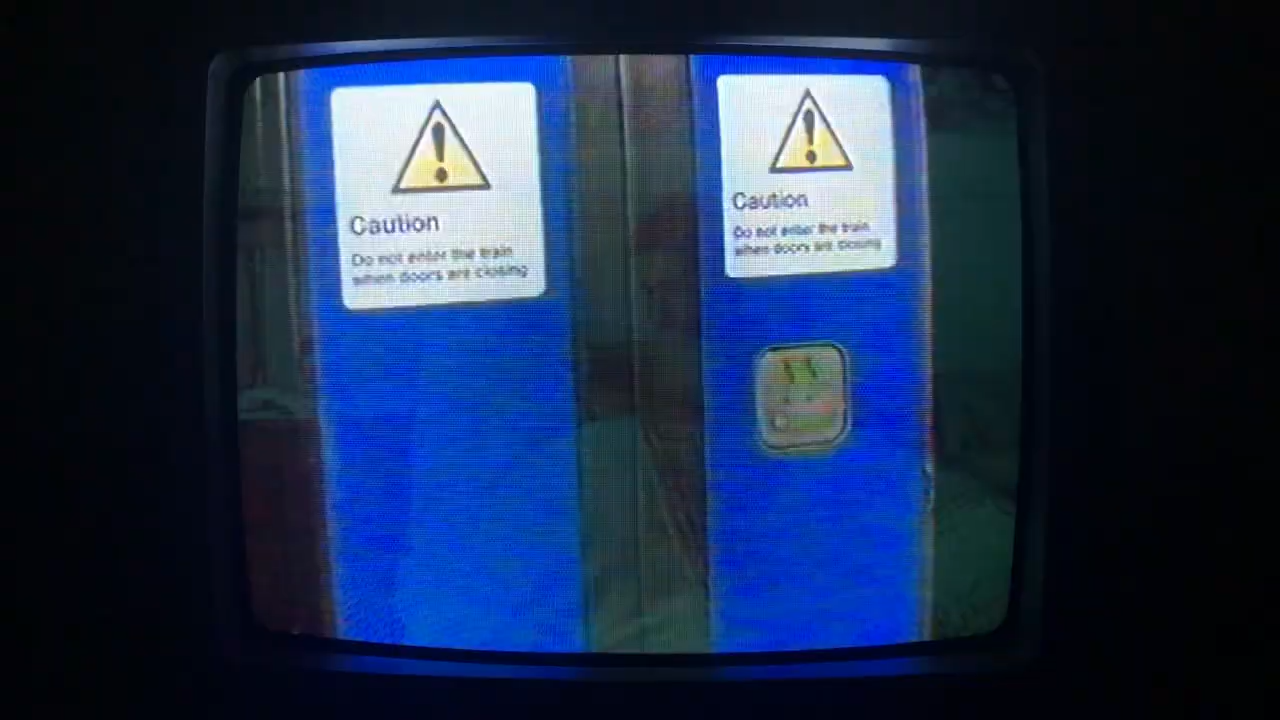 Caution
Do not enter the train
when doors are closing
Caution
Do not enter the train
when doors are closing